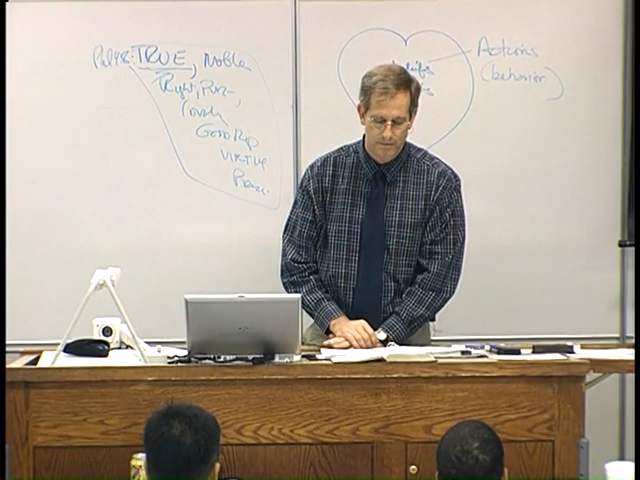 Phil 4:8 TRUE, Noble
Right, Pure,
Lovely
Good Rep
VIRTUE
Praise.
Actions
(behavior)